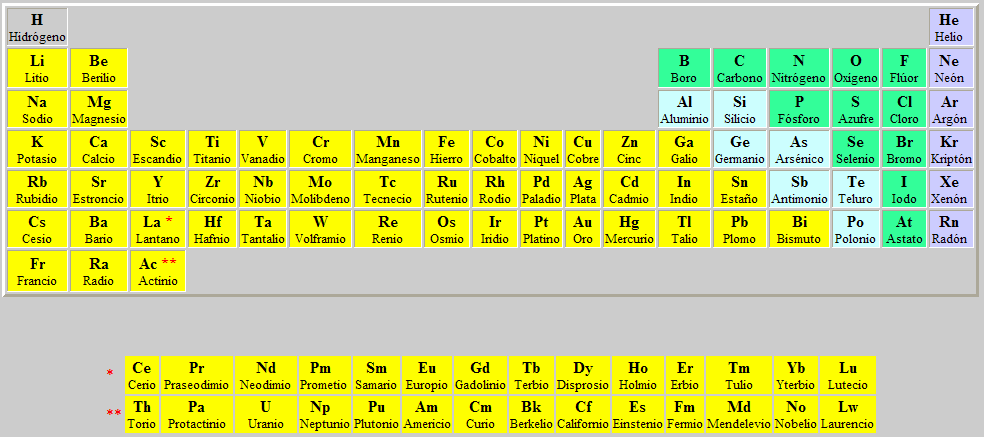 H He
Hidrógeno Helio
Li Be B C N O F Ne
Litio Berilio Boro Carbono Nitrógeno Oxígeno Flúor Neón
Na Mg Al Si P S Cl Ar
Sodio Magnesio Aluminio Silicio Fósforo Azufre Cloro Argón
K Ca Sc Ti V Cr Mn Fe Co Ni Cu Zn Ga Ge As Se Br Kr
Potasio Calcio Escandio Titanio Vanadio Cromo Manganeso Hierro Cobalto Niquel Cobre Cinc Galio Germanio Arsénico Selenio Bromo Kriptón
Rb Sr Y Zr Nb Mo Tc Ru Rh Pd Ag Cd In Sn Sb Te I Xe
Rubidio Estroncio Itrio Circonio Niobio Molibdeno Tecnecio Rutenio Rodio Paladio Plata Cadmio Indio Estaño Antimonio Teluro Iodo Xenón
Cs Ba La * Hf Ta W Re Os Ir Pt Au Hg Tl Pb Bi Po At Rn
Cesio Bario Lantano Hafnio Tantalio Volframio Renio Osmio Iridio Platino Oro Mercurio Talio Plomo Bismuto Polonio Astato Radón
Fr Ra Ac **
Francio Radio Actinio
* Ce Pr Nd Pm Sm Eu Gd Tb Dy Ho Er Tm Yb Lu
Cerio Praseodimio Neodimio Prometio Samario Europio Gadolinio Terbio Disprosio Holmio Erbio Tulio Yterbio Lutecio
** Th Pa U Np Pu Am Cm Bk Cf Es Fm Md No Lw
Torio Protactinio Uranio Neptunio Plutonio Americio Curio Berkelio Californio Einstenio Fermio Mendelevio Nobelio Laurencio